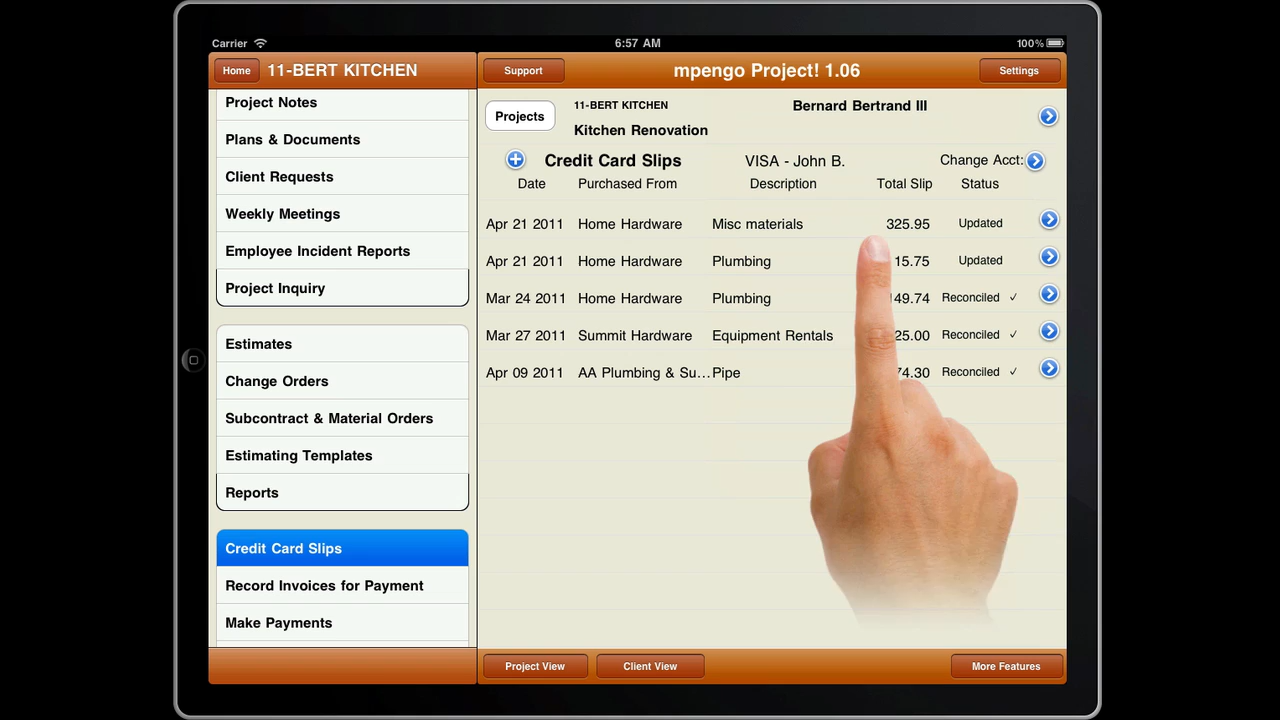 Carrier 6:57 AM 100%
Home 11-BERT KITCHEN
Project Notes
Plans & Documents
Client Requests
Weekly Meetings
Employee Incident Reports
Project Inquiry
Estimates
Change Orders
Subcontract & Material Orders
Estimating Templates
Reports
Credit Card Slips
Record Invoices for Payment
Make Payments
Support mpengo Project! 1.06 Settings
Projects 11-BERT KITCHEN Bernard Bertrand III
Kitchen Renovation
Credit Card Slips VISA - John B. Change Acct:
Date Purchased From Description Total Slip Status
Apr 21 2011 Home Hardware Misc materials 325.95 Updated
Apr 21 2011 Home Hardware Plumbing 15.75 Updated
Mar 24 2011 Home Hardware Plumbing Reconciled ✓
Mar 27 2011 Summit Hardware Equipment Rentals Reconciled ✓
Apr 09 2011 AA Plumbing & Su... Pipe Reconciled ✓
Project View Client View More Features